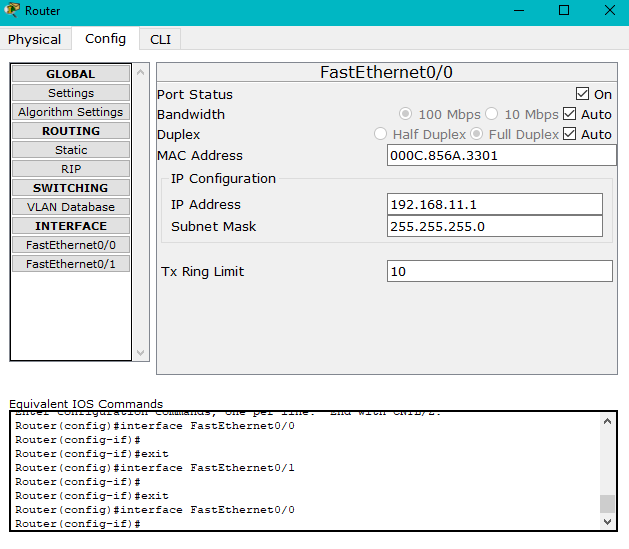 Router
Physical Config CLI
GLOBAL
Settings
Algorithm Settings
ROUTING
Static
RIP
SWITCHING
VLAN Database
INTERFACE
FastEthernet0/0
FastEthernet0/1
FastEthernet0/0
Port Status On
Bandwidth 100 Mbps 10 Mbps Auto
Duplex Half Duplex Full Duplex Auto
MAC Address 000C.856A.3301
IP Configuration
IP Address 192.168.11.1
Subnet Mask 255.255.255.0
Tx Ring Limit 10
Equivalent IOS Commands
Enter configuration commands, one per line. End with CNTL/Z.
Router(config)#interface FastEthernet0/0
Router(config-if)#
Router(config-if)#exit
Router(config)#interface FastEthernet0/1
Router(config-if)#
Router(config-if)#exit
Router(config)#interface FastEthernet0/0
Router(config-if)#